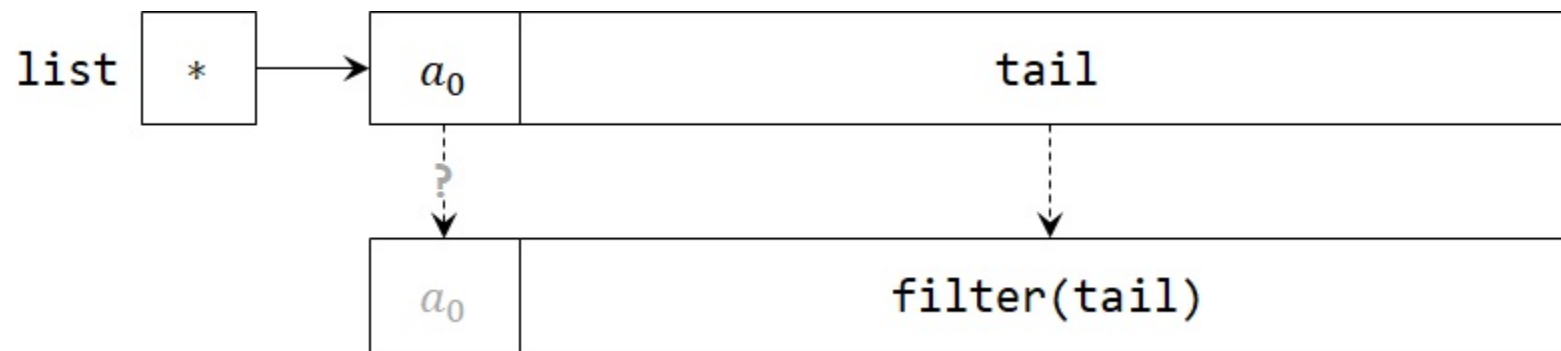 list * a₀ tail
?
a₀ filter(tail)